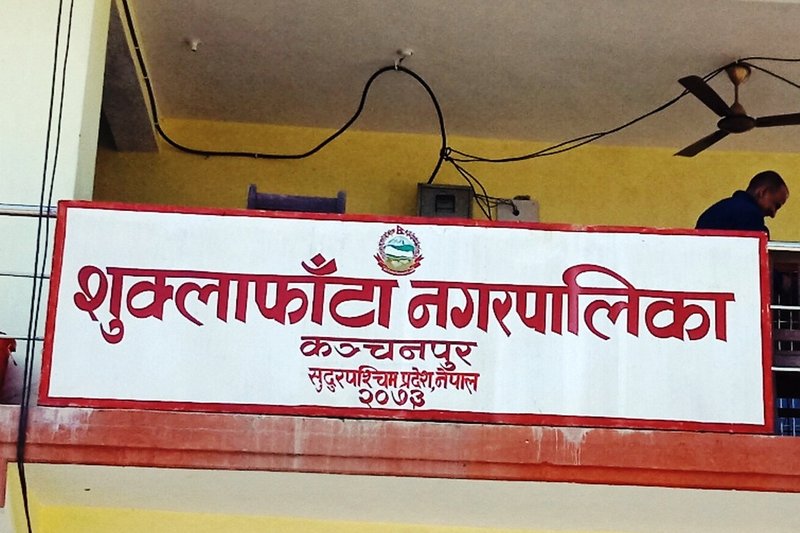 शुक्लाफाँटा नगरपालिका
कञ्चनपुर
सुदुरपश्चिम प्रदेश, नेपाल
२०७३